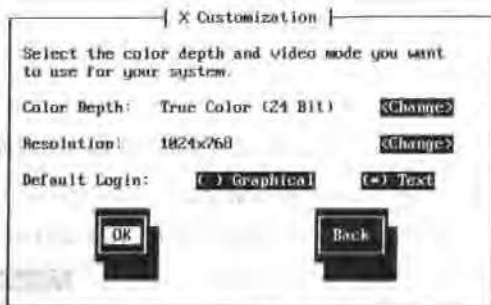 X Customization
Select the color depth and video mode you want
to use for your system.
Color Depth: True Color (24 Bit) <Change>
Resolution: 1024x768 <Change>
Default Login: ( ) Graphical (*) Text
OK Back